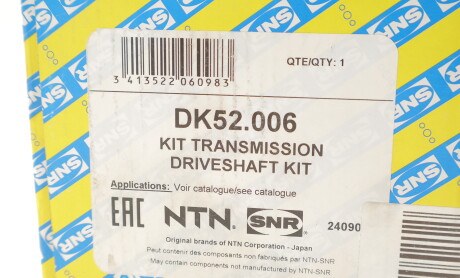 3 413522 060983
QTE/QTY: 1
DK52.006
KIT TRANSMISSION
DRIVESHAFT KIT
Applications: Voir catalogue/see catalogue
EAC NTN SNR 24090
Original brands of NTN Corporation - Japan
Peut contenir des composants non fabriqués par NTN-SNR
May contain components not manufactured by NTN-SNR
SNR
SNR
SNR